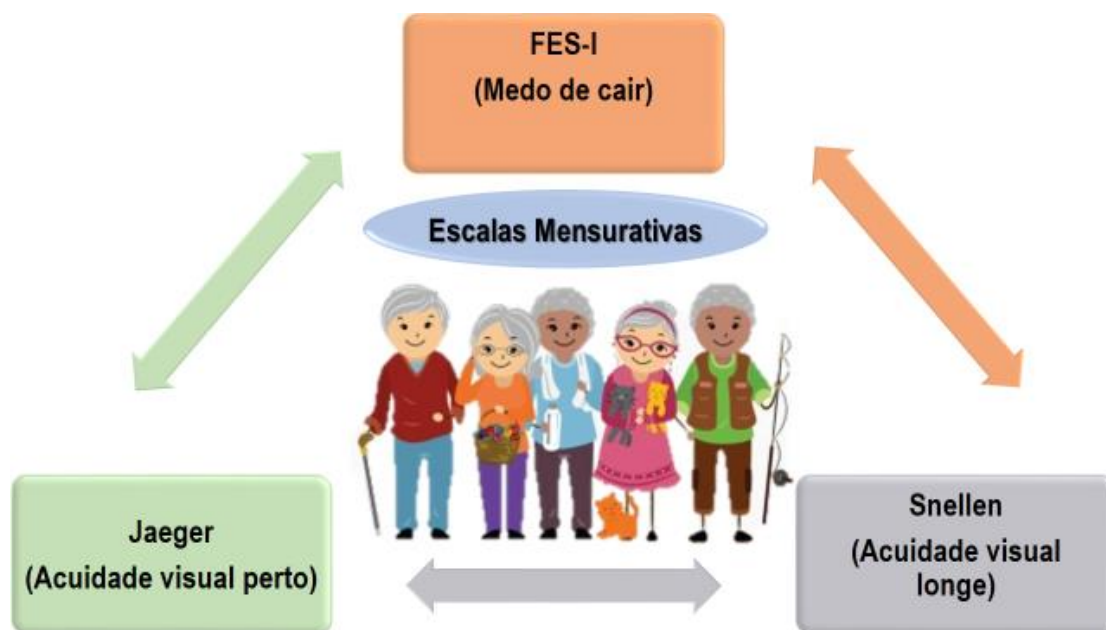 FES-I
(Medo de cair)
Escalas Mensurativas
Jaeger
(Acuidade visual perto)
Snellen
(Acuidade visual
longe)